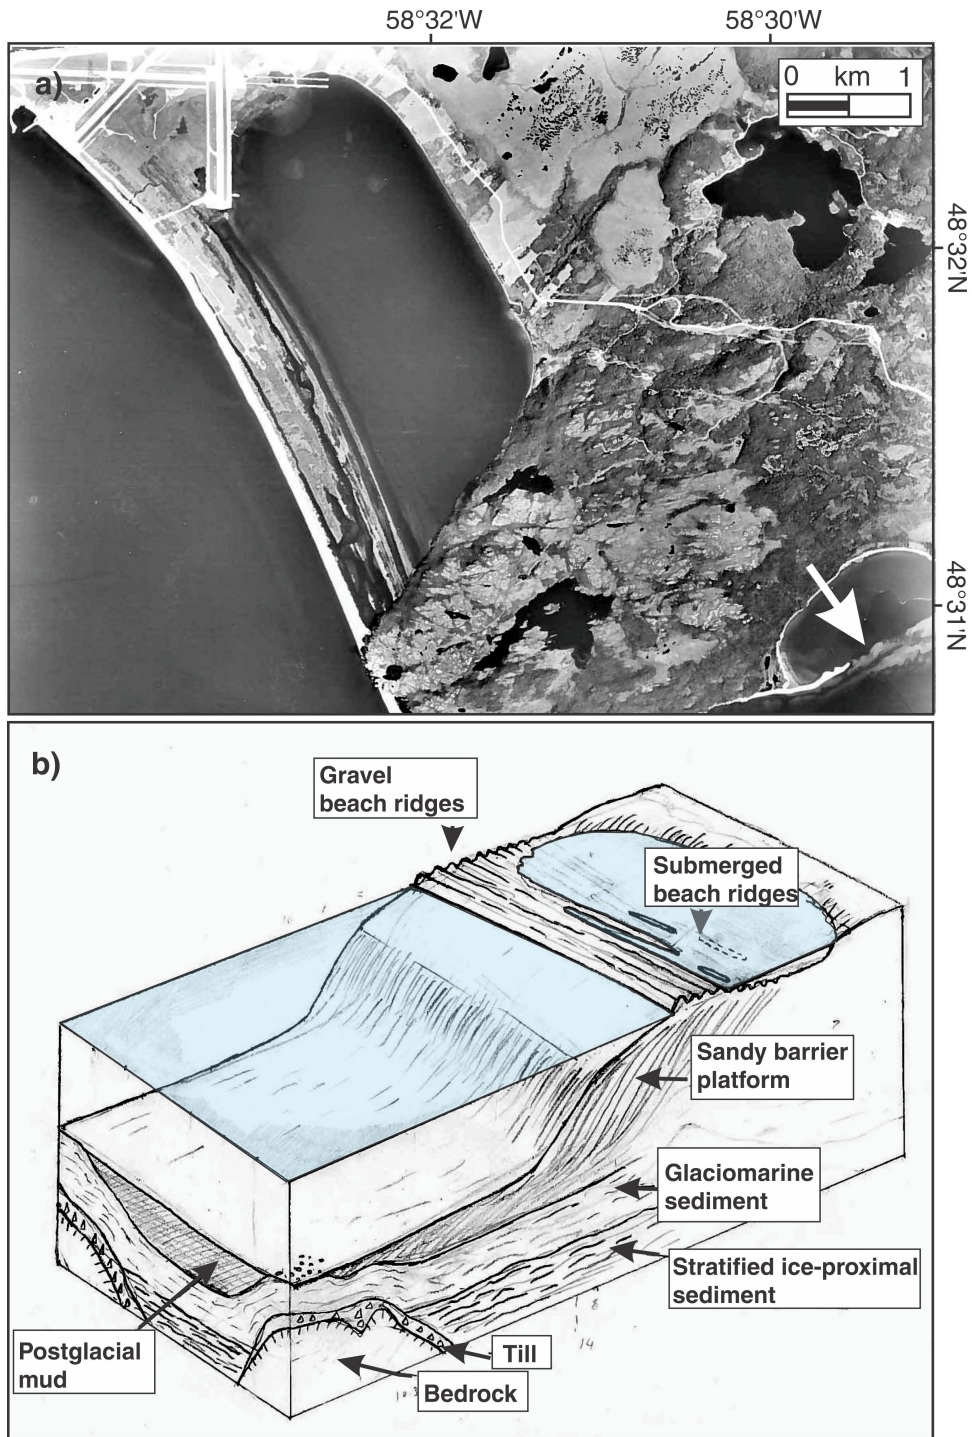 58°32'W
58°30'W
a)
0 km 1
48°32'N
48°31'N
b)
Gravel
beach ridges
Submerged
beach ridges
Sandy barrier
platform
Glaciomarine
sediment
Stratified ice-proximal
sediment
Postglacial
mud
Till
Bedrock
14